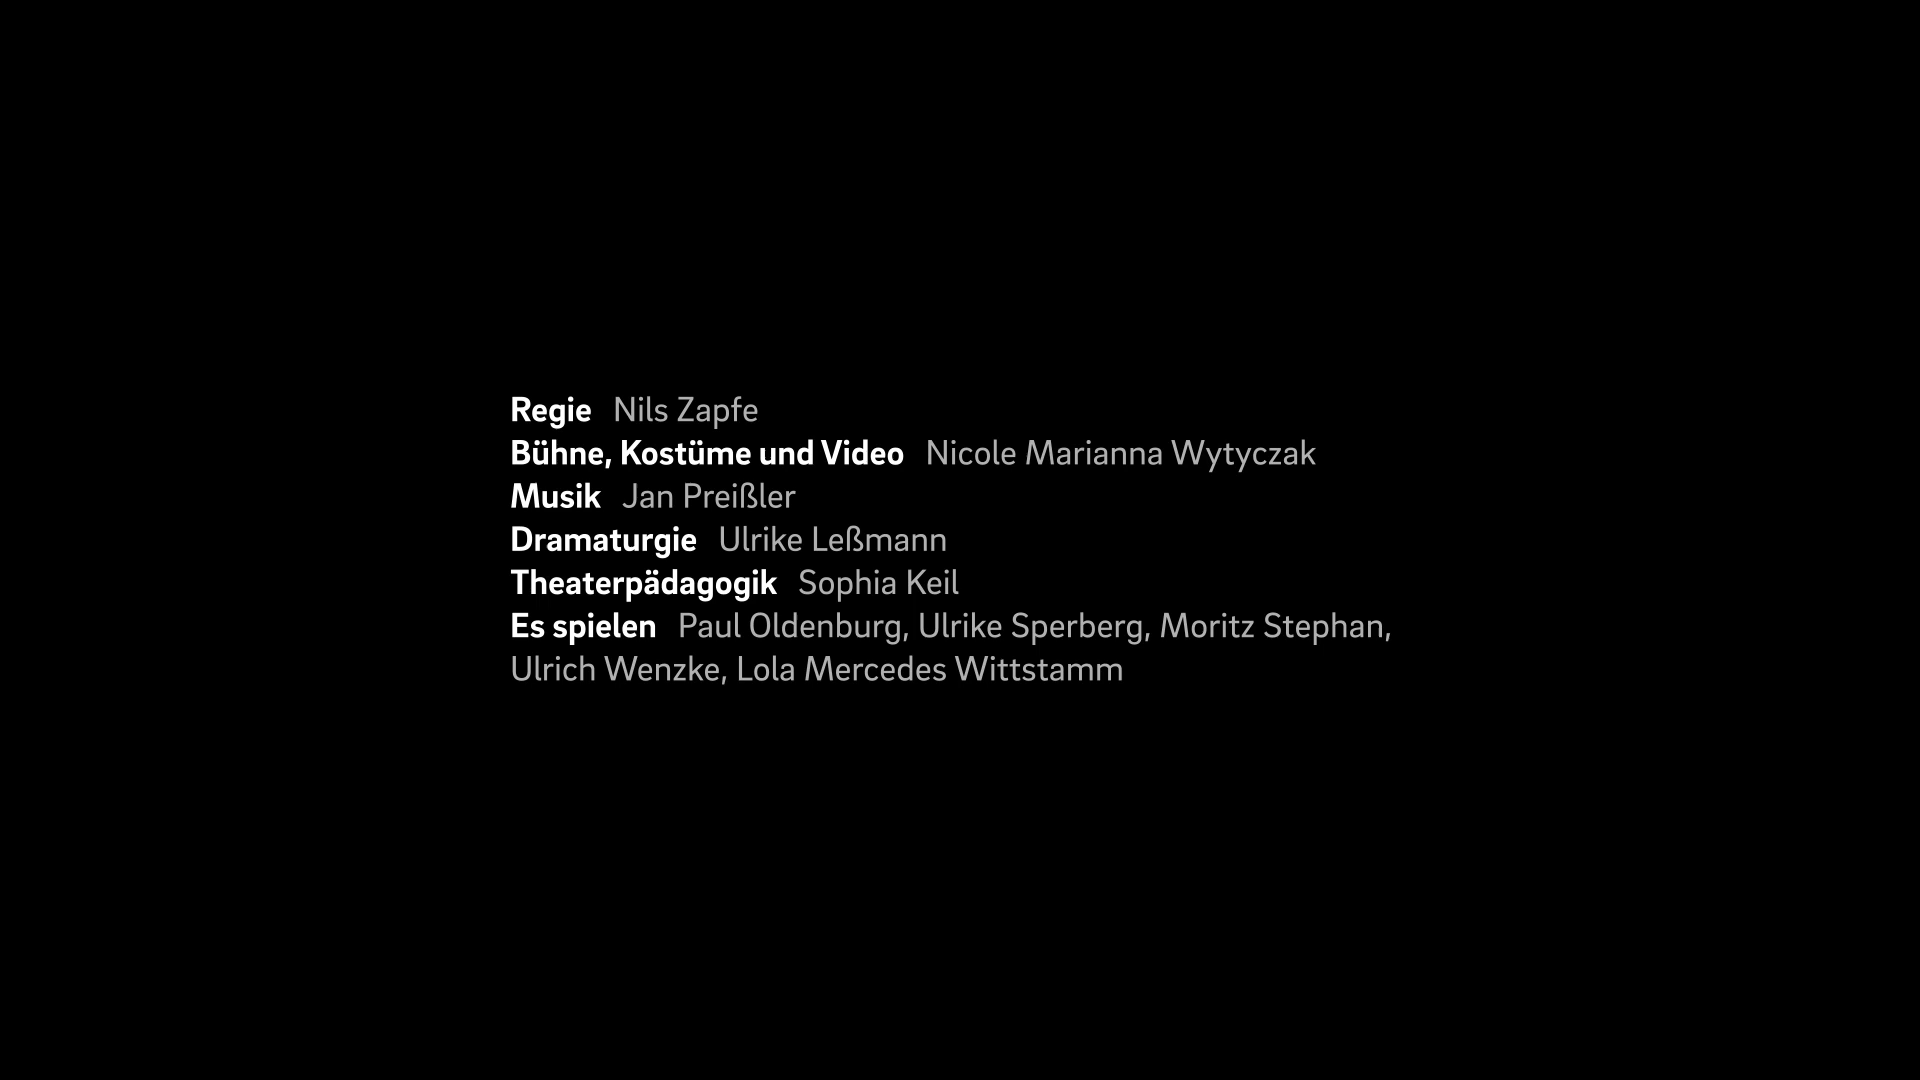 Regie Nils Zapfe
Bühne, Kostüme und Video Nicole Marianna Wytyczak
Musik Jan Preißler
Dramaturgie Ulrike Leßmann
Theaterpädagogik Sophia Keil
Es spielen Paul Oldenburg, Ulrike Sperberg, Moritz Stephan,
Ulrich Wenzke, Lola Mercedes Wittstamm